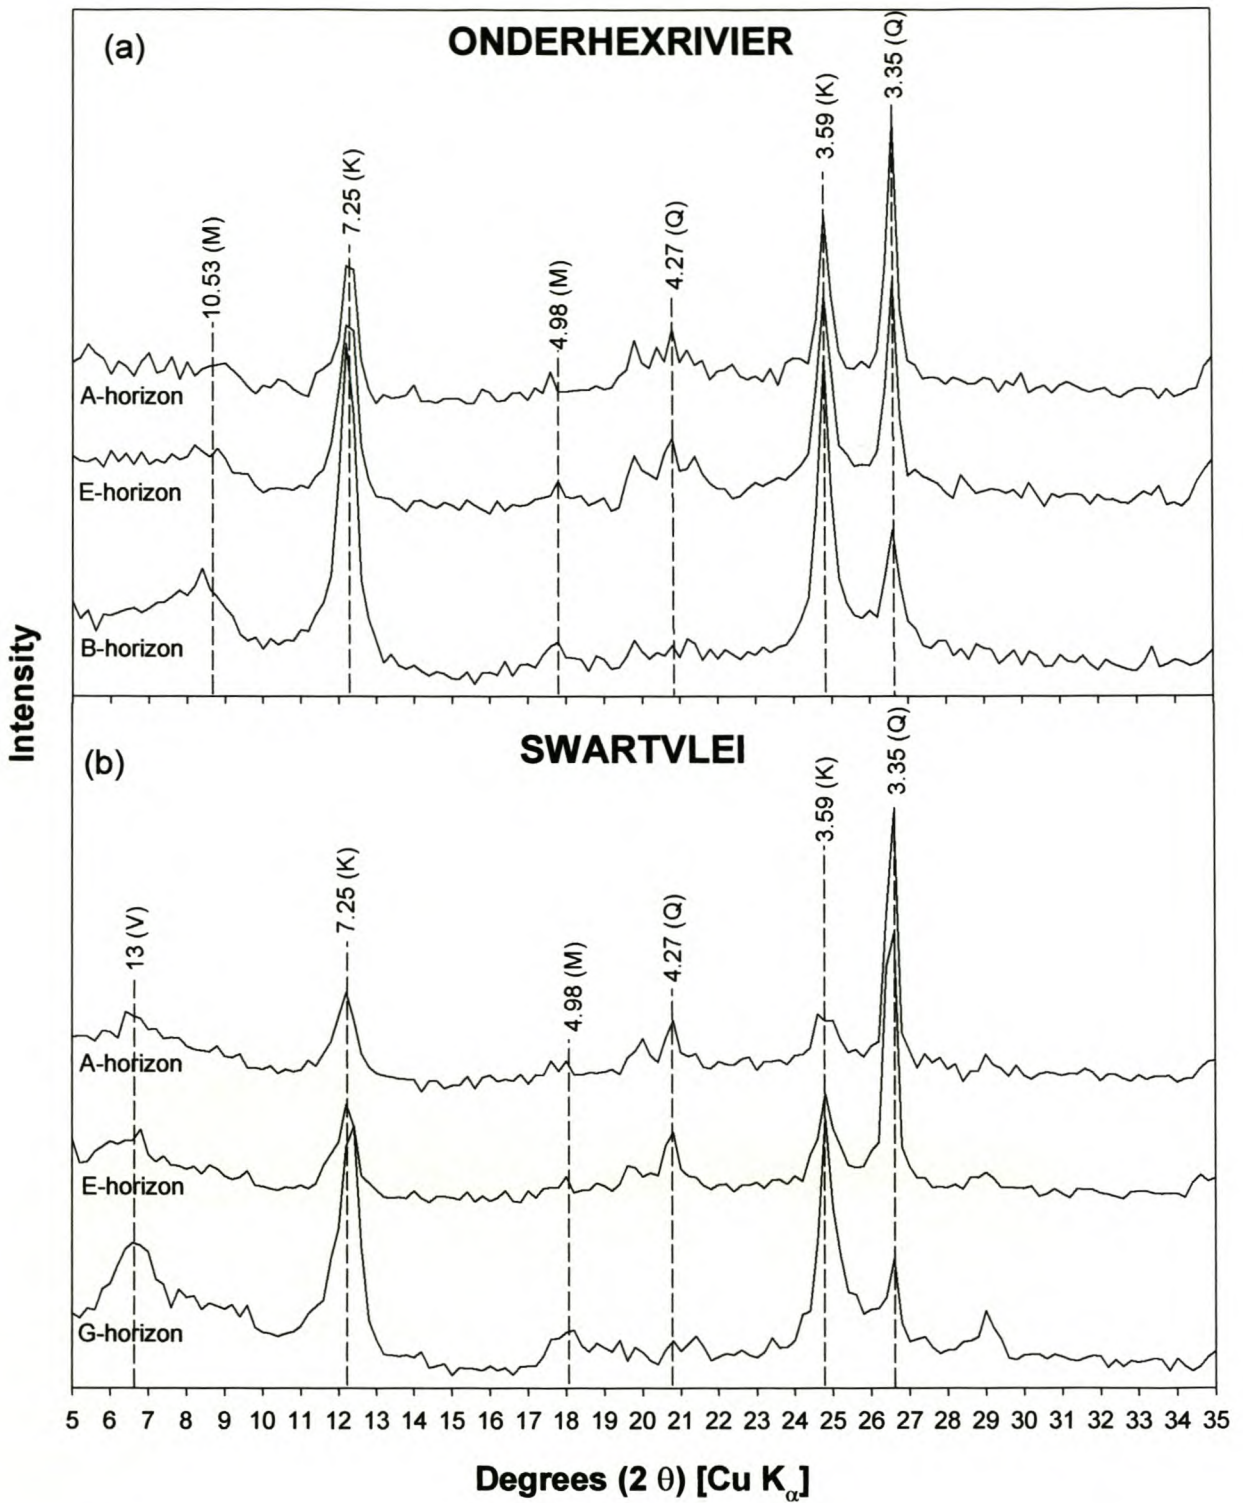 (a)
ONDERHEXRIVIER
10.53 (M)
7.25 (K)
4.98 (M)
4.27 (Q)
3.59 (K)
3.35 (Q)
A-horizon
E-horizon
B-horizon
Intensity
(b)
SWARTVLEI
13 (V)
7.25 (K)
4.98 (M)
4.27 (Q)
3.59 (K)
3.35 (Q)
A-horizon
E-horizon
G-horizon
5 6 7 8 9 10 11 12 13 14 15 16 17 18 19 20 21 22 23 24 25 26 27 28 29 30 31 32 33 34 35
Degrees (2 θ) [Cu Kα]